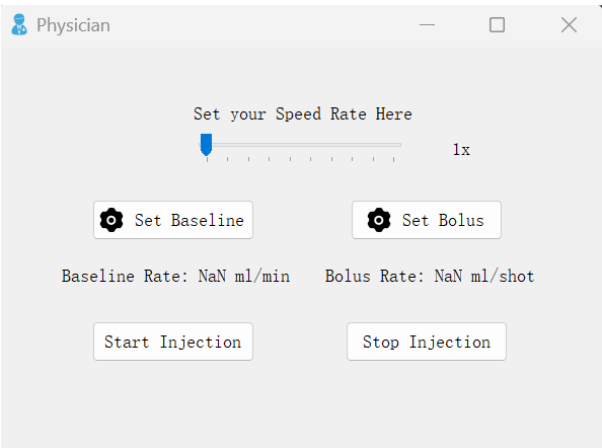 Physician
Set your Speed Rate Here
1x
Set Baseline
Set Bolus
Baseline Rate: NaN ml/min
Bolus Rate: NaN ml/shot
Start Injection
Stop Injection